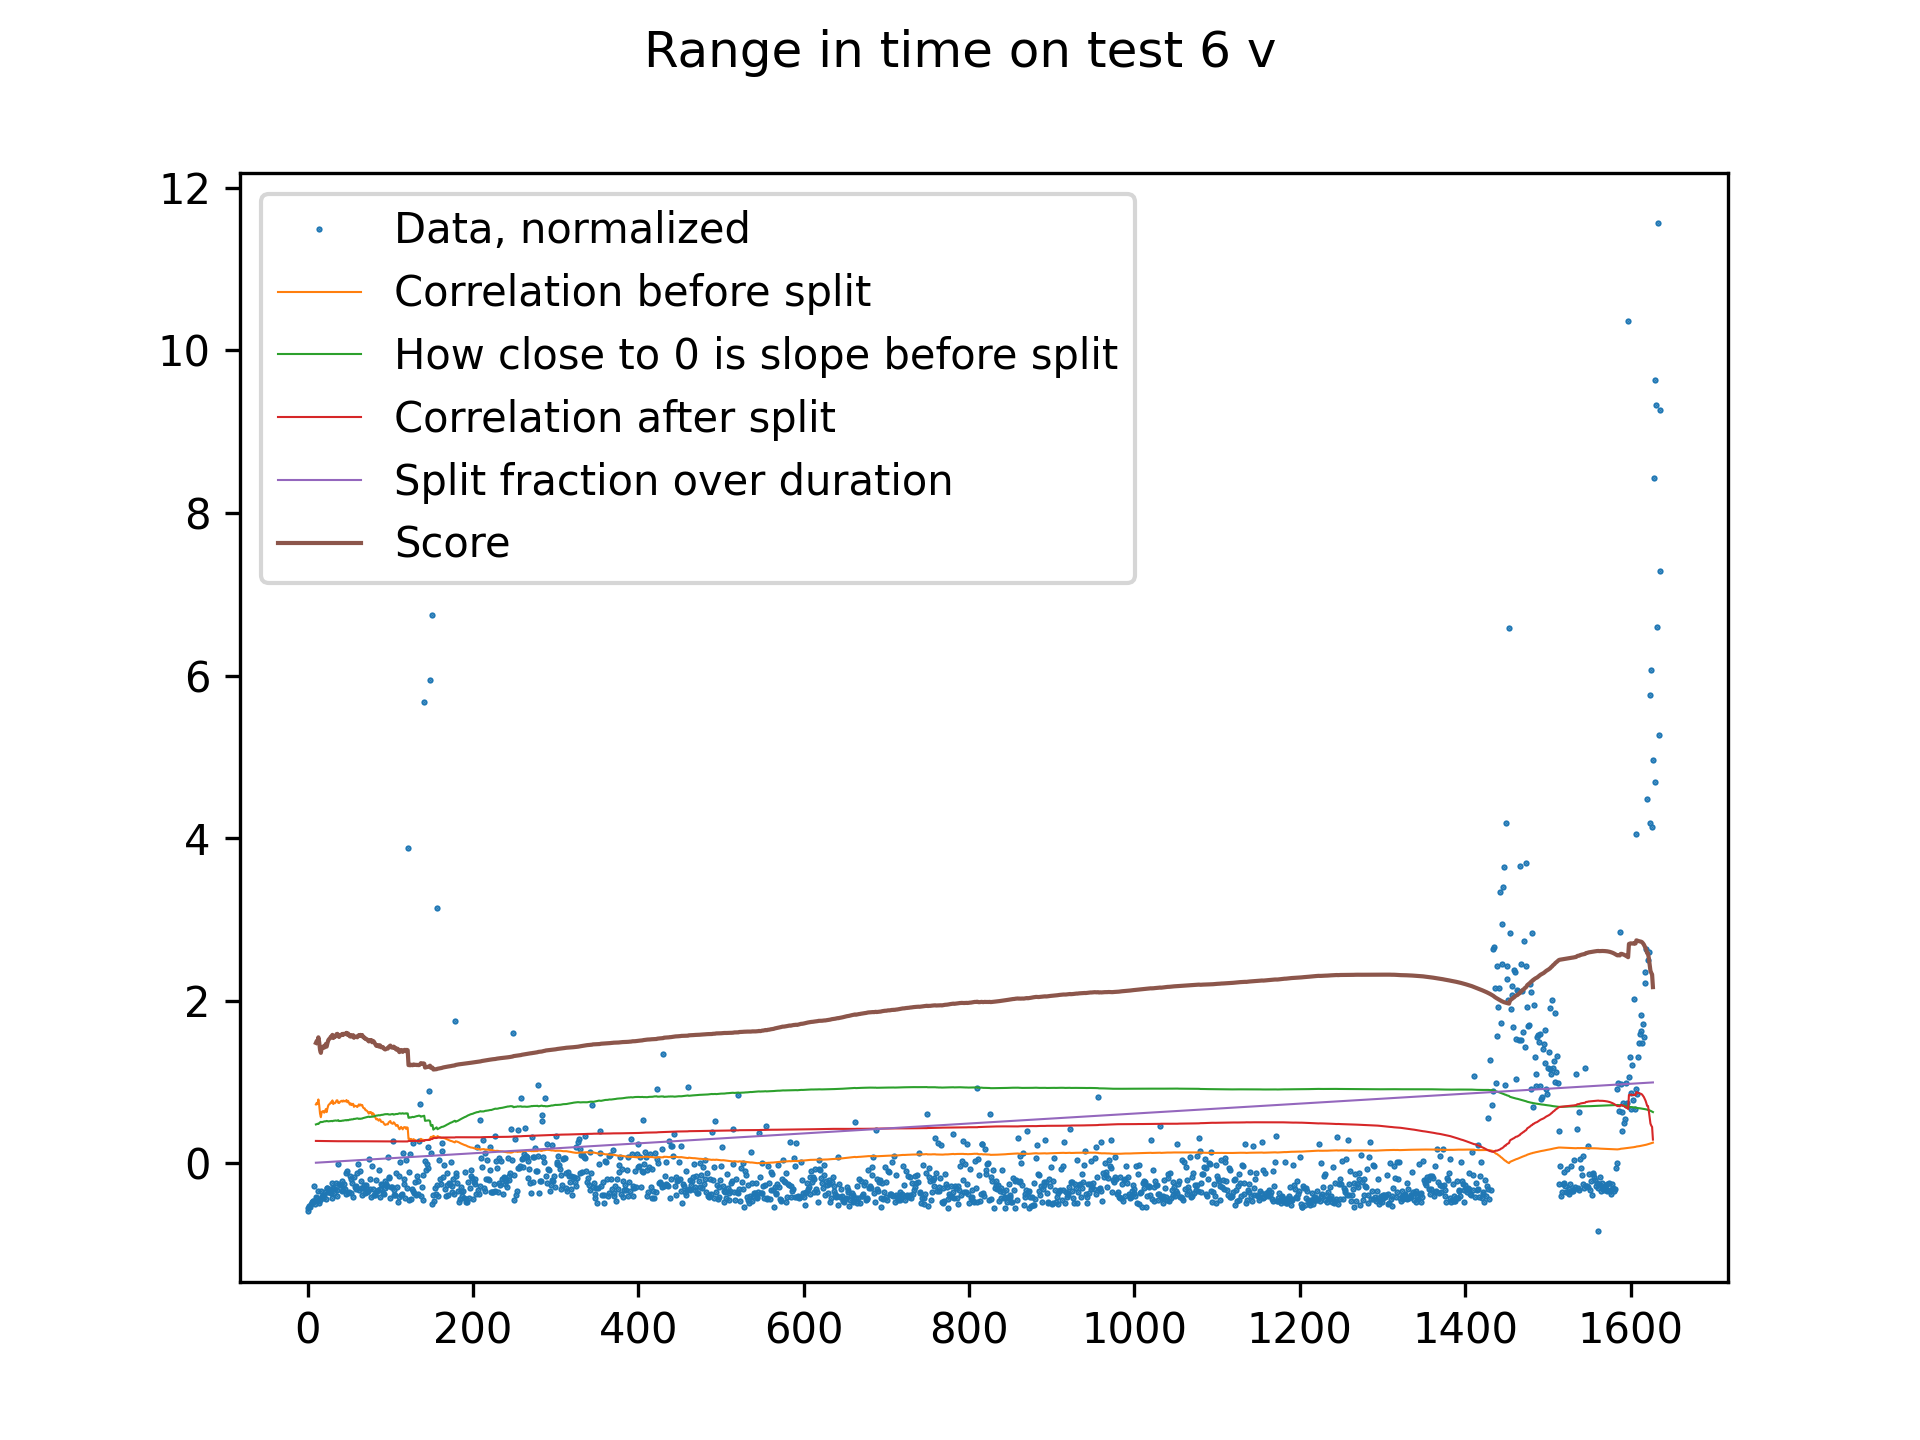 Range in time on test 6 v
12
10
8
6
4
2
0
Data, normalized
Correlation before split
How close to 0 is slope before split
Correlation after split
Split fraction over duration
Score
0 200 400 600 800 1000 1200 1400 1600